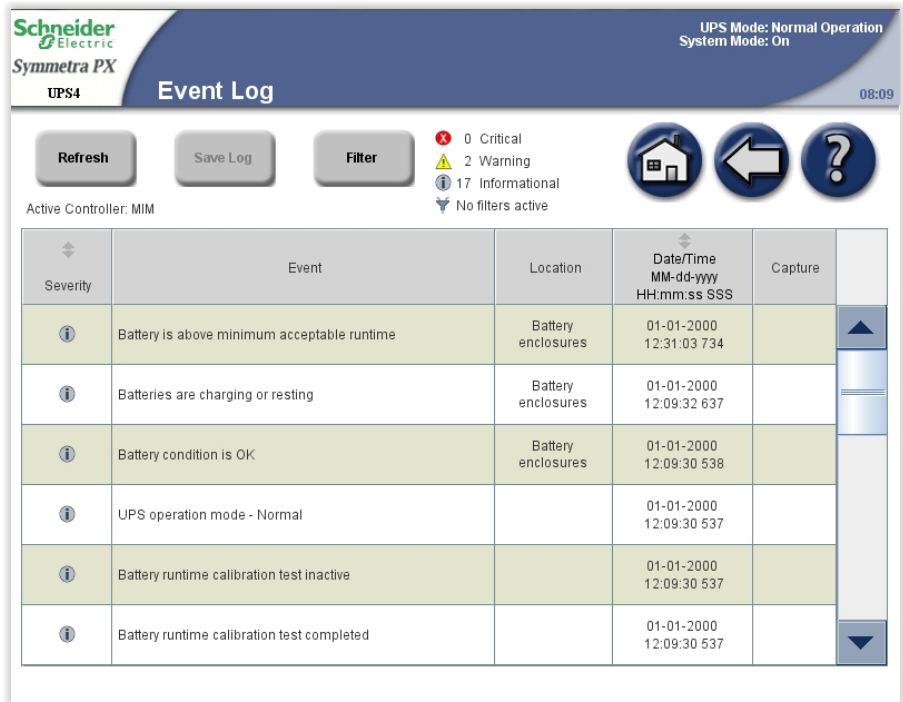 Schneider
Electric
Symmetra PX
UPS4
Event Log
UPS Mode: Normal Operation
System Mode: On
08:09
Refresh
Save Log
Filter
0 Critical
2 Warning
17 Informational
No filters active
Active Controller: MIM
Severity
Event
Location
Date/Time
MM-dd-yyyy
HH:mm:ss SSS
Capture
Battery is above minimum acceptable runtime
Battery
enclosures
01-01-2000
12:31:03 734
Batteries are charging or resting
Battery
enclosures
01-01-2000
12:09:32 637
Battery condition is OK
Battery
enclosures
01-01-2000
12:09:30 538
UPS operation mode - Normal
01-01-2000
12:09:30 537
Battery runtime calibration test inactive
01-01-2000
12:09:30 537
Battery runtime calibration test completed
01-01-2000
12:09:30 537